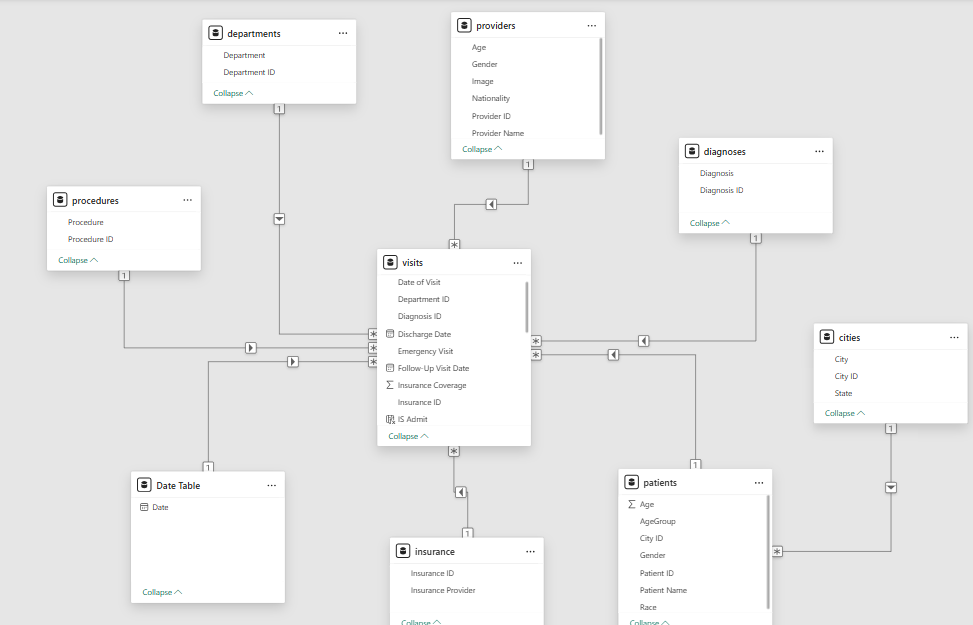 departments
Department
Department ID
Collapse
1
providers
Age
Gender
Image
Nationality
Provider ID
Provider Name
Collapse
1
diagnoses
Diagnosis
Diagnosis ID
Collapse
1
procedures
Procedure
Procedure ID
Collapse
1
visits
Date of Visit
Department ID
Diagnosis ID
Discharge Date
Emergency Visit
Follow-Up Visit Date
Insurance Coverage
Insurance ID
IS Admit
Collapse
*
*
*
*
*
*
*
cities
City
City ID
State
Collapse
1
Date Table
Date
Collapse
1
insurance
Insurance ID
Insurance Provider
Collapse
1
patients
Age
AgeGroup
City ID
Gender
Patient ID
Patient Name
Race
Collapse
1
*